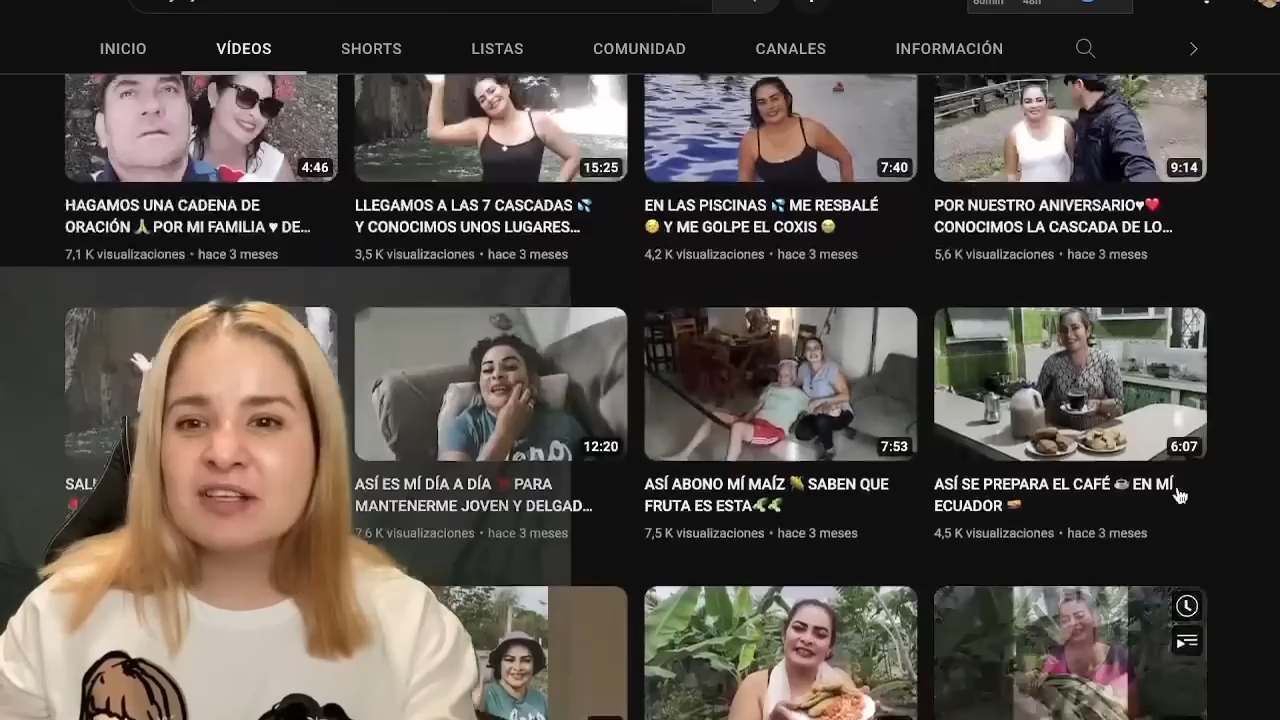 INICIO VÍDEOS SHORTS LISTAS COMUNIDAD CANALES INFORMACIÓN
4:46 15:25 7:40 9:14
HAGAMOS UNA CADENA DE
ORACIÓN 🙏 POR MI FAMILIA ♥ DE...
7,1 K visualizaciones • hace 3 meses
LLEGAMOS A LAS 7 CASCADAS 💦
Y CONOCIMOS UNOS LUGARES...
3,5 K visualizaciones • hace 3 meses
EN LAS PISCINAS 💦 ME RESBALÉ
🤕 Y ME GOLPE EL COXIS 😭
4,2 K visualizaciones • hace 3 meses
POR NUESTRO ANIVERSARIO♥❤️
CONOCIMOS LA CASCADA DE LO...
5,6 K visualizaciones • hace 3 meses
12:20 7:53 6:07
ASÍ ES MÍ DÍA A DÍA PARA
MANTENERME JOVEN Y DELGAD...
7,6 K visualizaciones • hace 3 meses
ASÍ ABONO MÍ MAÍZ 🌽 SABEN QUE
FRUTA ES ESTA
7,5 K visualizaciones • hace 3 meses
ASÍ SE PREPARA EL CAFÉ ☕ EN MÍ
ECUADOR 🇪🇨
4,5 K visualizaciones • hace 3 meses